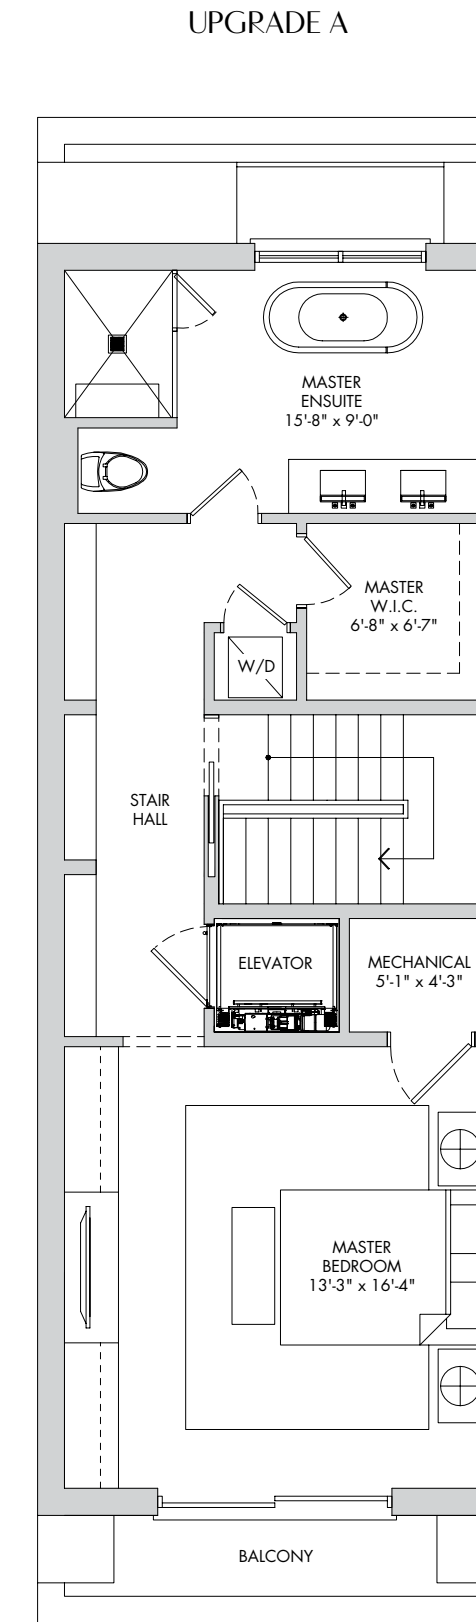 UPGRADE A
MASTER
ENSUITE
15'-8" x 9'-0"
MASTER
W.I.C.
6'-8" x 6'-7"
W/D
STAIR
HALL
ELEVATOR
MECHANICAL
5'-1" x 4'-3"
MASTER
BEDROOM
13'-3" x 16'-4"
BALCONY